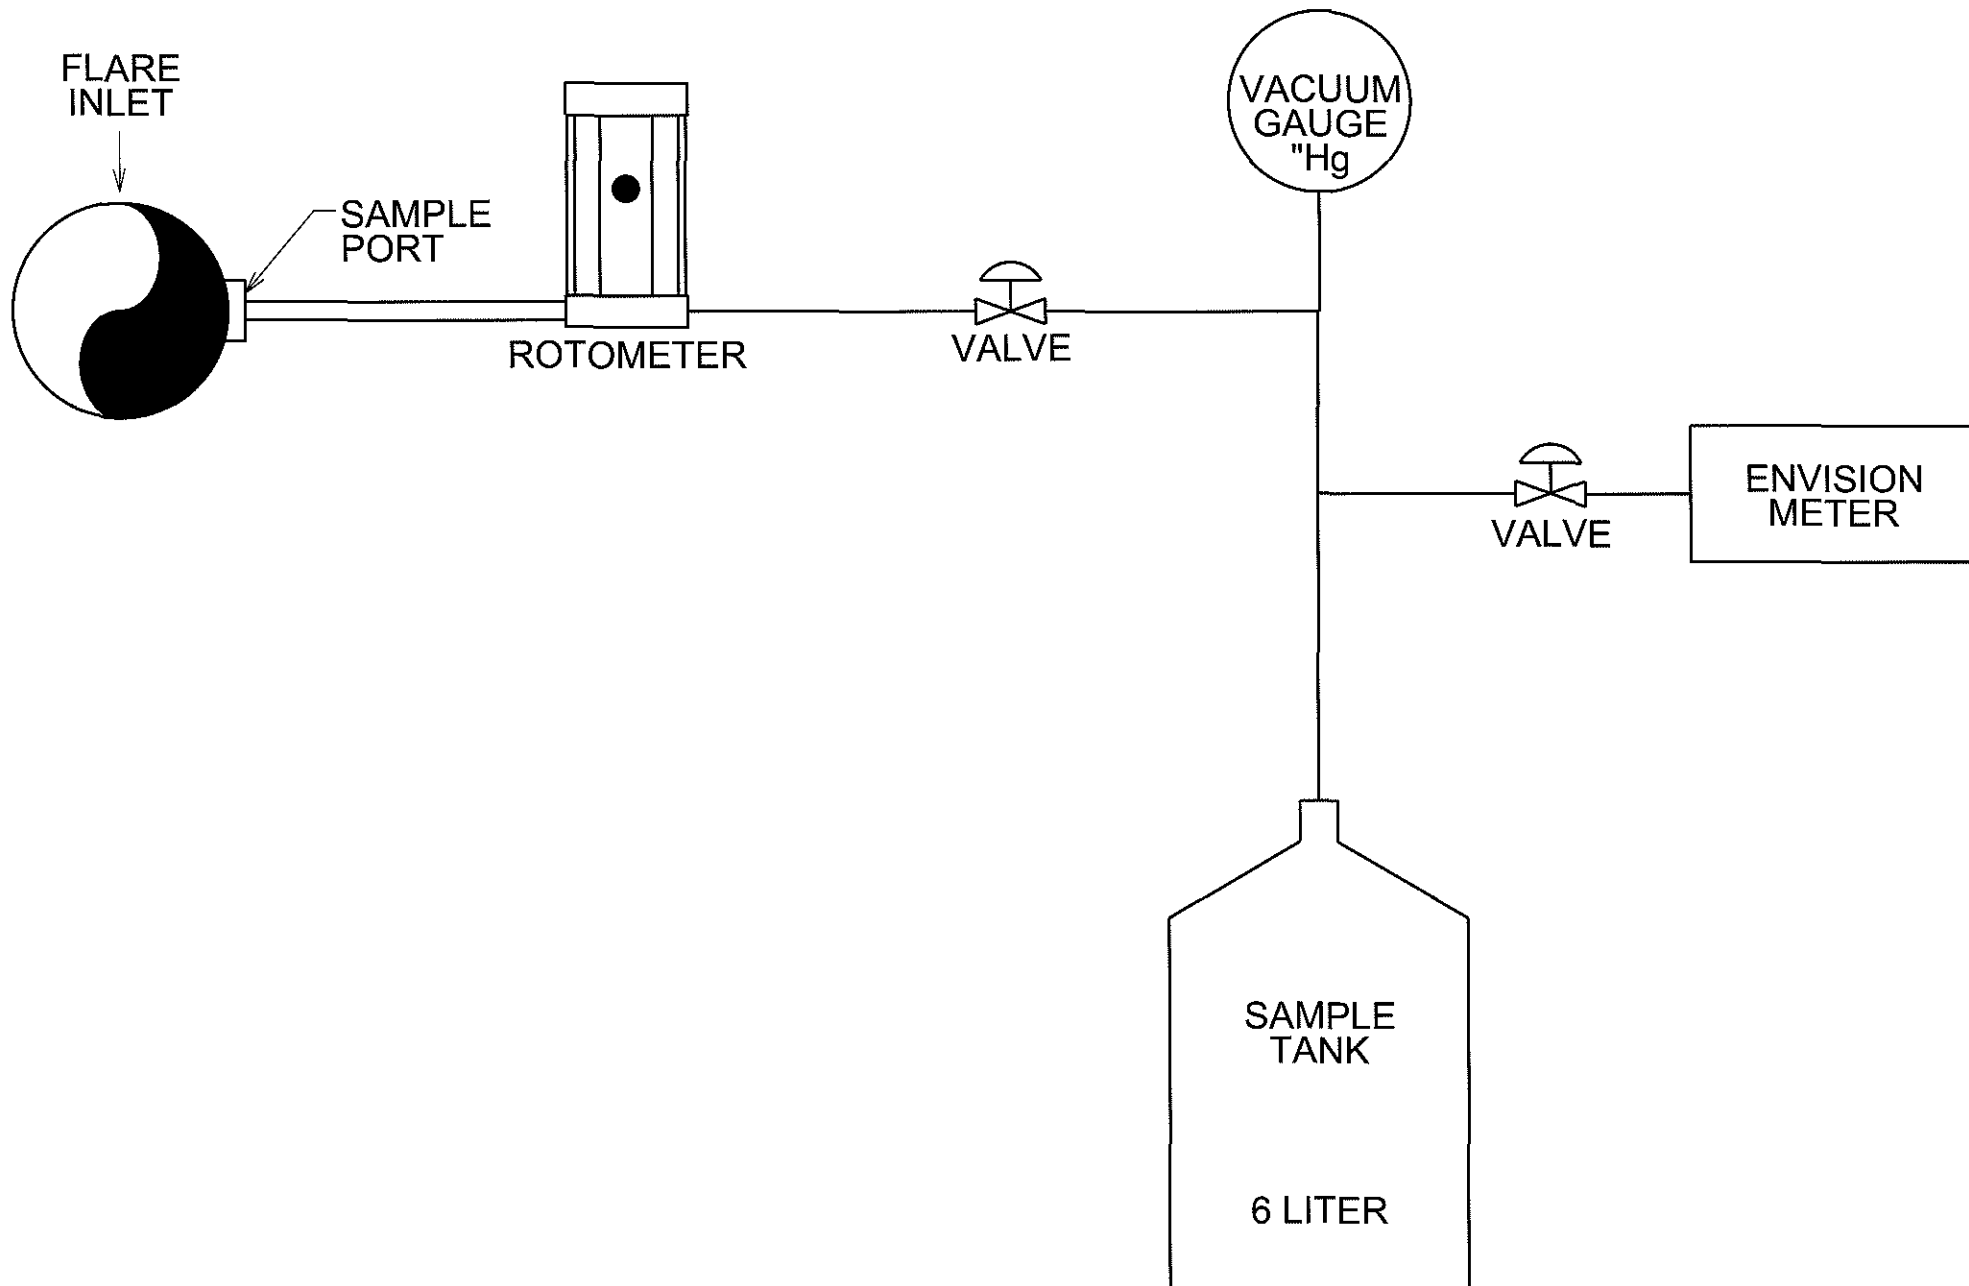 FLARE
INLET
SAMPLE
PORT
ROTOMETER
VALVE
VACUUM
GAUGE
"Hg
VALVE
ENVISION
METER
SAMPLE
TANK
6 LITER